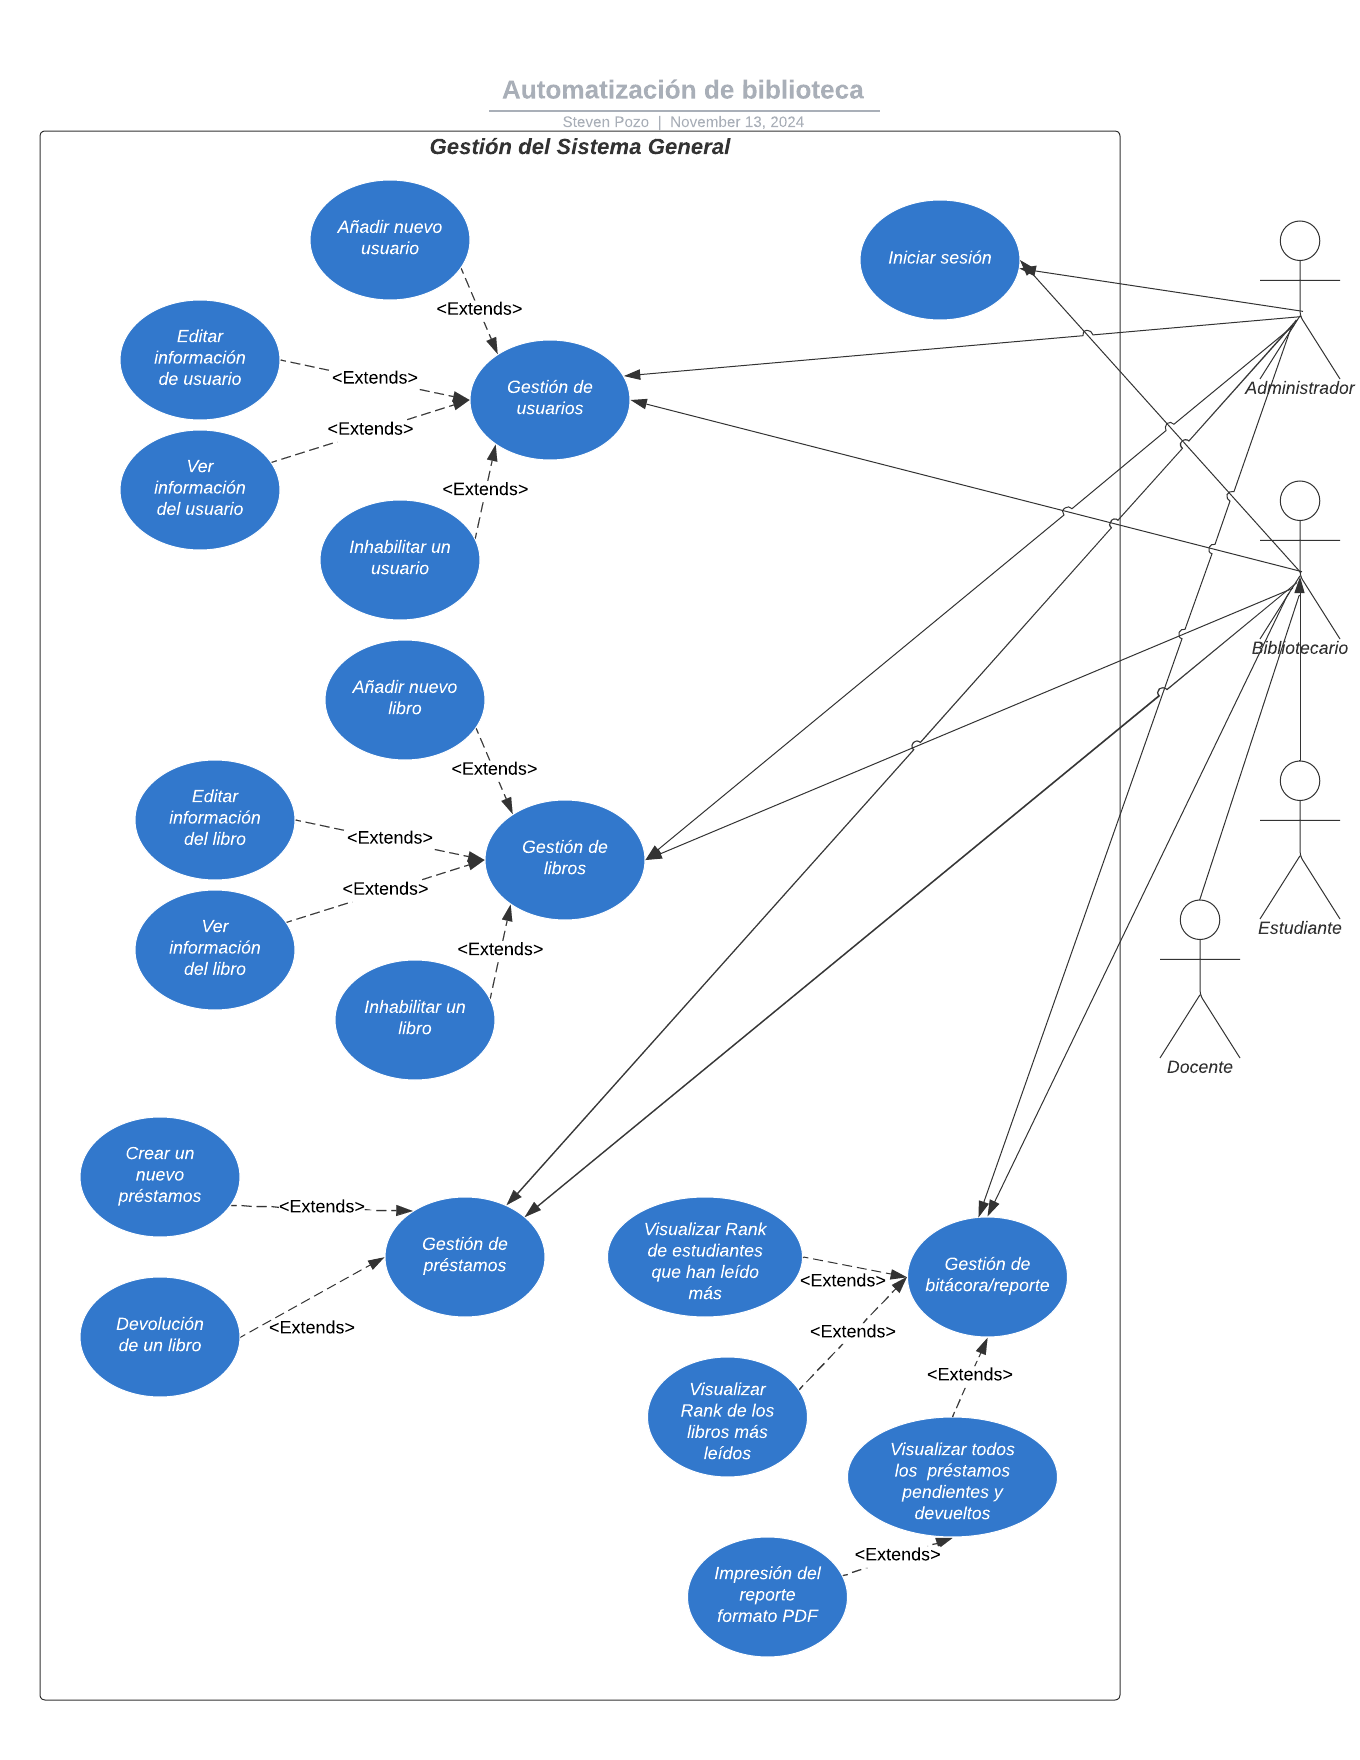 Automatización de biblioteca
Steven Pozo | November 13, 2024
Gestión del Sistema General
Añadir nuevo
usuario
Iniciar sesión
<Extends>
Editar
información
de usuario
<Extends>
Gestión de
usuarios
Administrador
<Extends>
Ver
información
del usuario
<Extends>
Inhabilitar un
usuario
Bibliotecario
Añadir nuevo
libro
<Extends>
Editar
información
del libro
<Extends>
Gestión de
libros
<Extends>
Ver
información
del libro
<Extends>
Inhabilitar un
libro
Estudiante
Docente
Crear un
nuevo
préstamos
<Extends>
Gestión de
préstamos
Devolución
de un libro
<Extends>
Visualizar Rank
de estudiantes
que han leído
más
<Extends>
Gestión de
bitácora/reporte
<Extends>
Visualizar
Rank de los
libros más
leídos
<Extends>
Visualizar todos
los  préstamos
pendientes y
devueltos
<Extends>
Impresión del
reporte
formato PDF